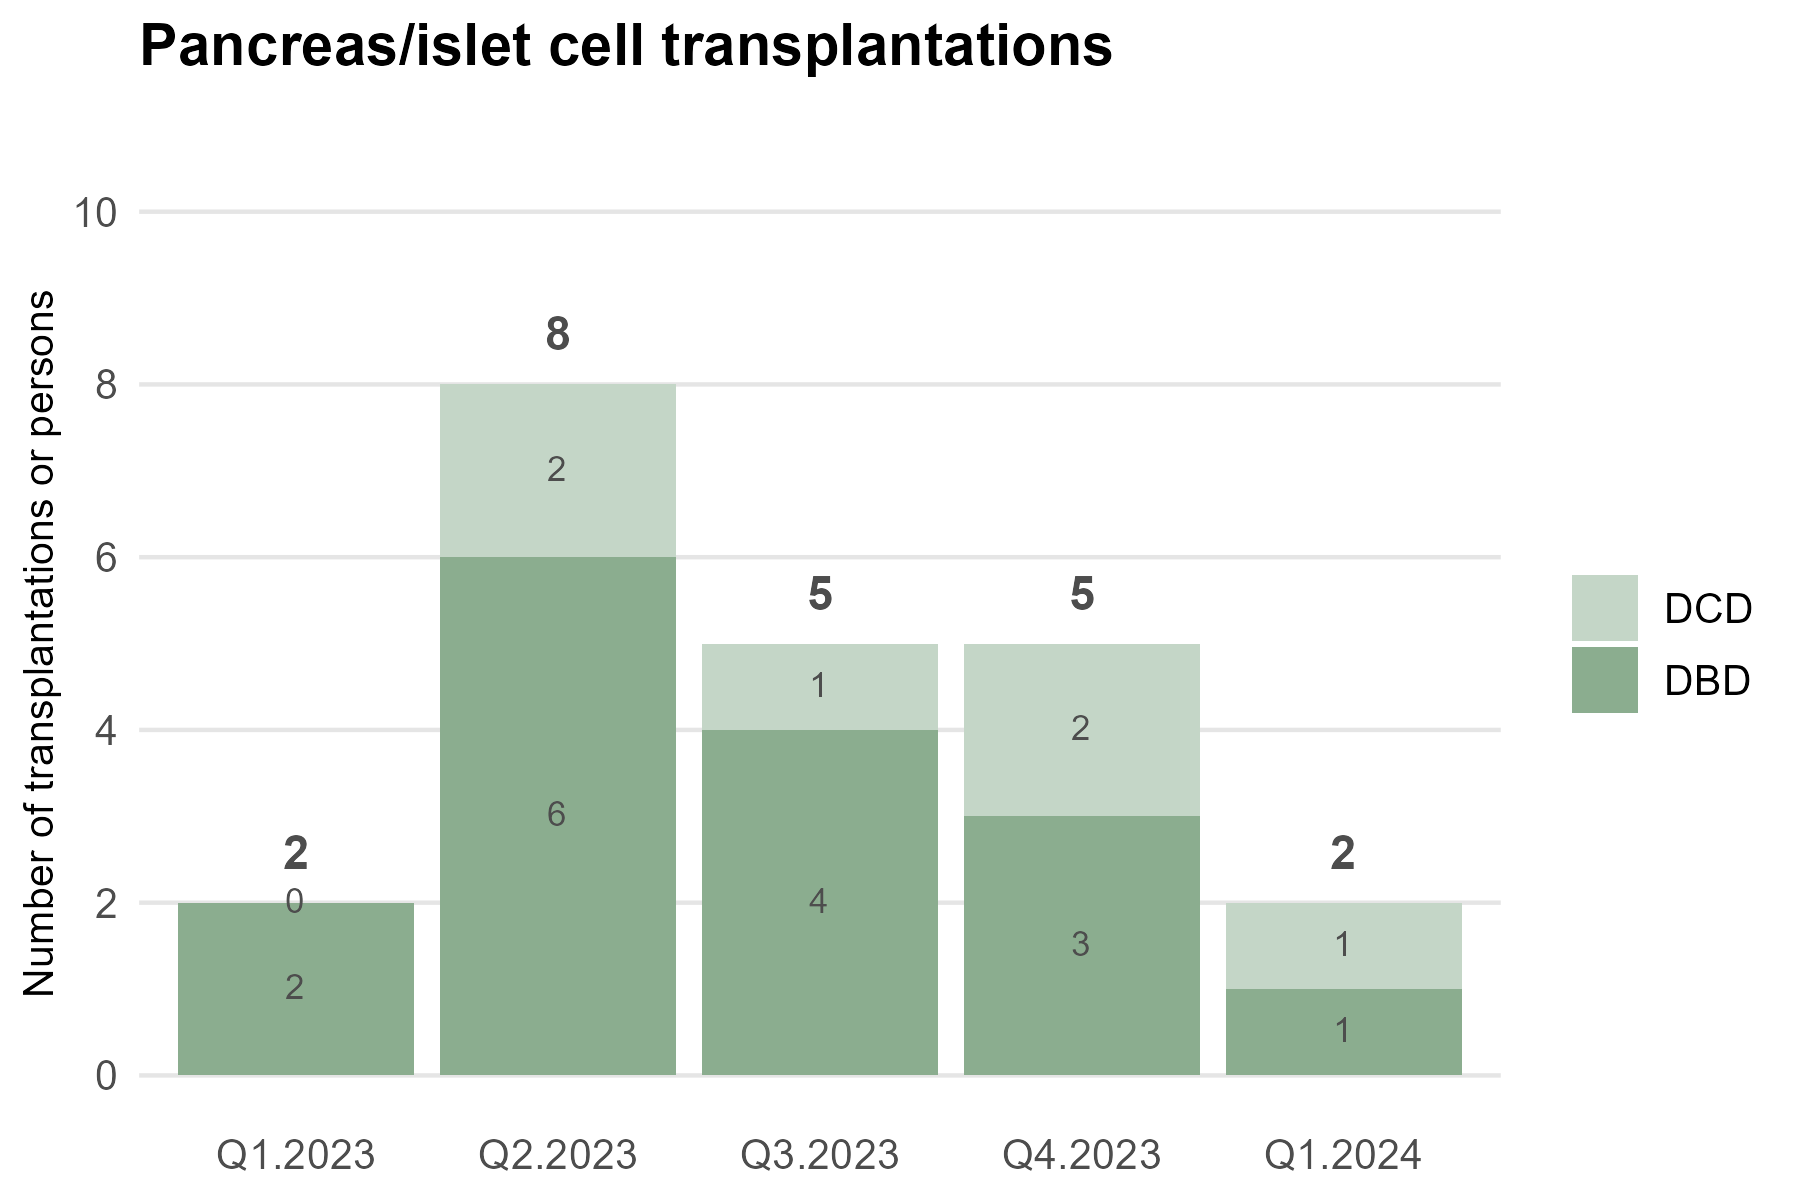 Pancreas/islet cell transplantations
Number of transplantations or persons
10
8
6
4
2
0
2
0
2
8
2
6
5
1
4
5
2
3
2
1
1
Q1.2023
Q2.2023
Q3.2023
Q4.2023
Q1.2024
DCD
DBD